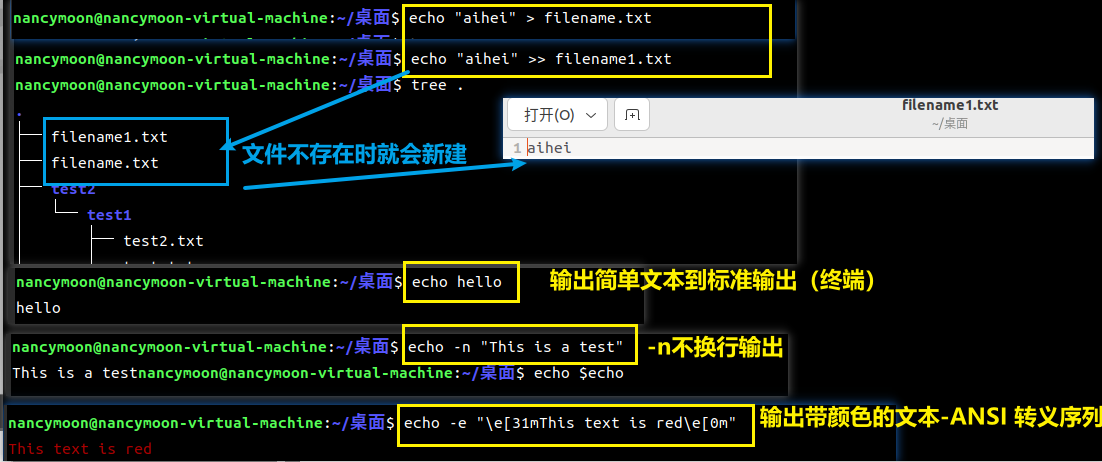 nancymoon@nancymoon-virtual-machine:~/桌面$ echo "aihei" > filename.txt
nancymoon@nancymoon-virtual-machine:~/桌面$ echo "aihei" >> filename1.txt
nancymoon@nancymoon-virtual-machine:~/桌面$ tree .
.
filename1.txt
filename.txt
test2
test1
test2.txt
文件不存在时就会新建
打开(O)
filename1.txt
~/桌面
1 aihei
nancymoon@nancymoon-virtual-machine:~/桌面$ echo hello
输出简单文本到标准输出（终端）
hello
nancymoon@nancymoon-virtual-machine:~/桌面$ echo -n "This is a test"
-n不换行输出
This is a testnancymoon@nancymoon-virtual-machine:~/桌面$ echo $echo
nancymoon@nancymoon-virtual-machine:~/桌面$ echo -e "\e[31mThis text is red\e[0m"
输出带颜色的文本-ANSI 转义序列
This text is red